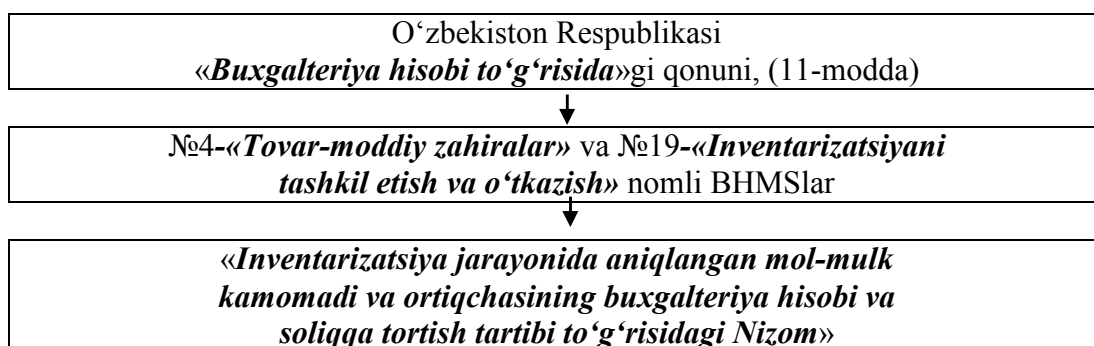 O‘zbekiston Respublikasi
«Buxgalteriya hisobi to‘g‘risida»gi qonuni, (11-modda)
№4-«Tovar-moddiy zahiralar» va №19-«Inventarizatsiyani
tashkil etish va o‘tkazish» nomli BHMSlar
«Inventarizatsiya jarayonida aniqlangan mol-mulk
kamomadi va ortiqchasining buxgalteriya hisobi va
soliqqa tortish tartibi to‘g‘risidagi Nizom»